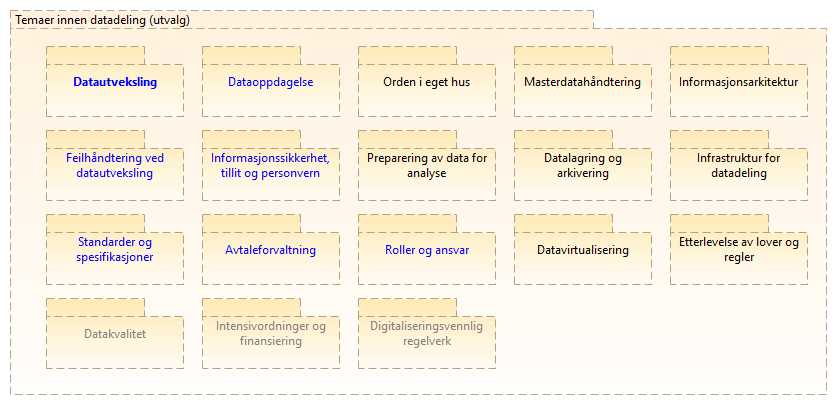 Temaer innen datadeling (utvalg)
Datautveksling
Dataoppdagelse
Orden i eget hus
Masterdatahåndtering
Informasjonsarkitektur
Feilhåndtering ved
datautveksling
Informasjonssikkerhet,
tillit og personvern
Preparering av data for
analyse
Datalagring og
arkivering
Infrastruktur for
datadeling
Standarder og
spesifikasjoner
Avtaleforvaltning
Roller og ansvar
Datavirtualisering
Etterlevelse av lover og
regler
Datakvalitet
Intensivordninger og
finansiering
Digitaliseringsvennlig
regelverk